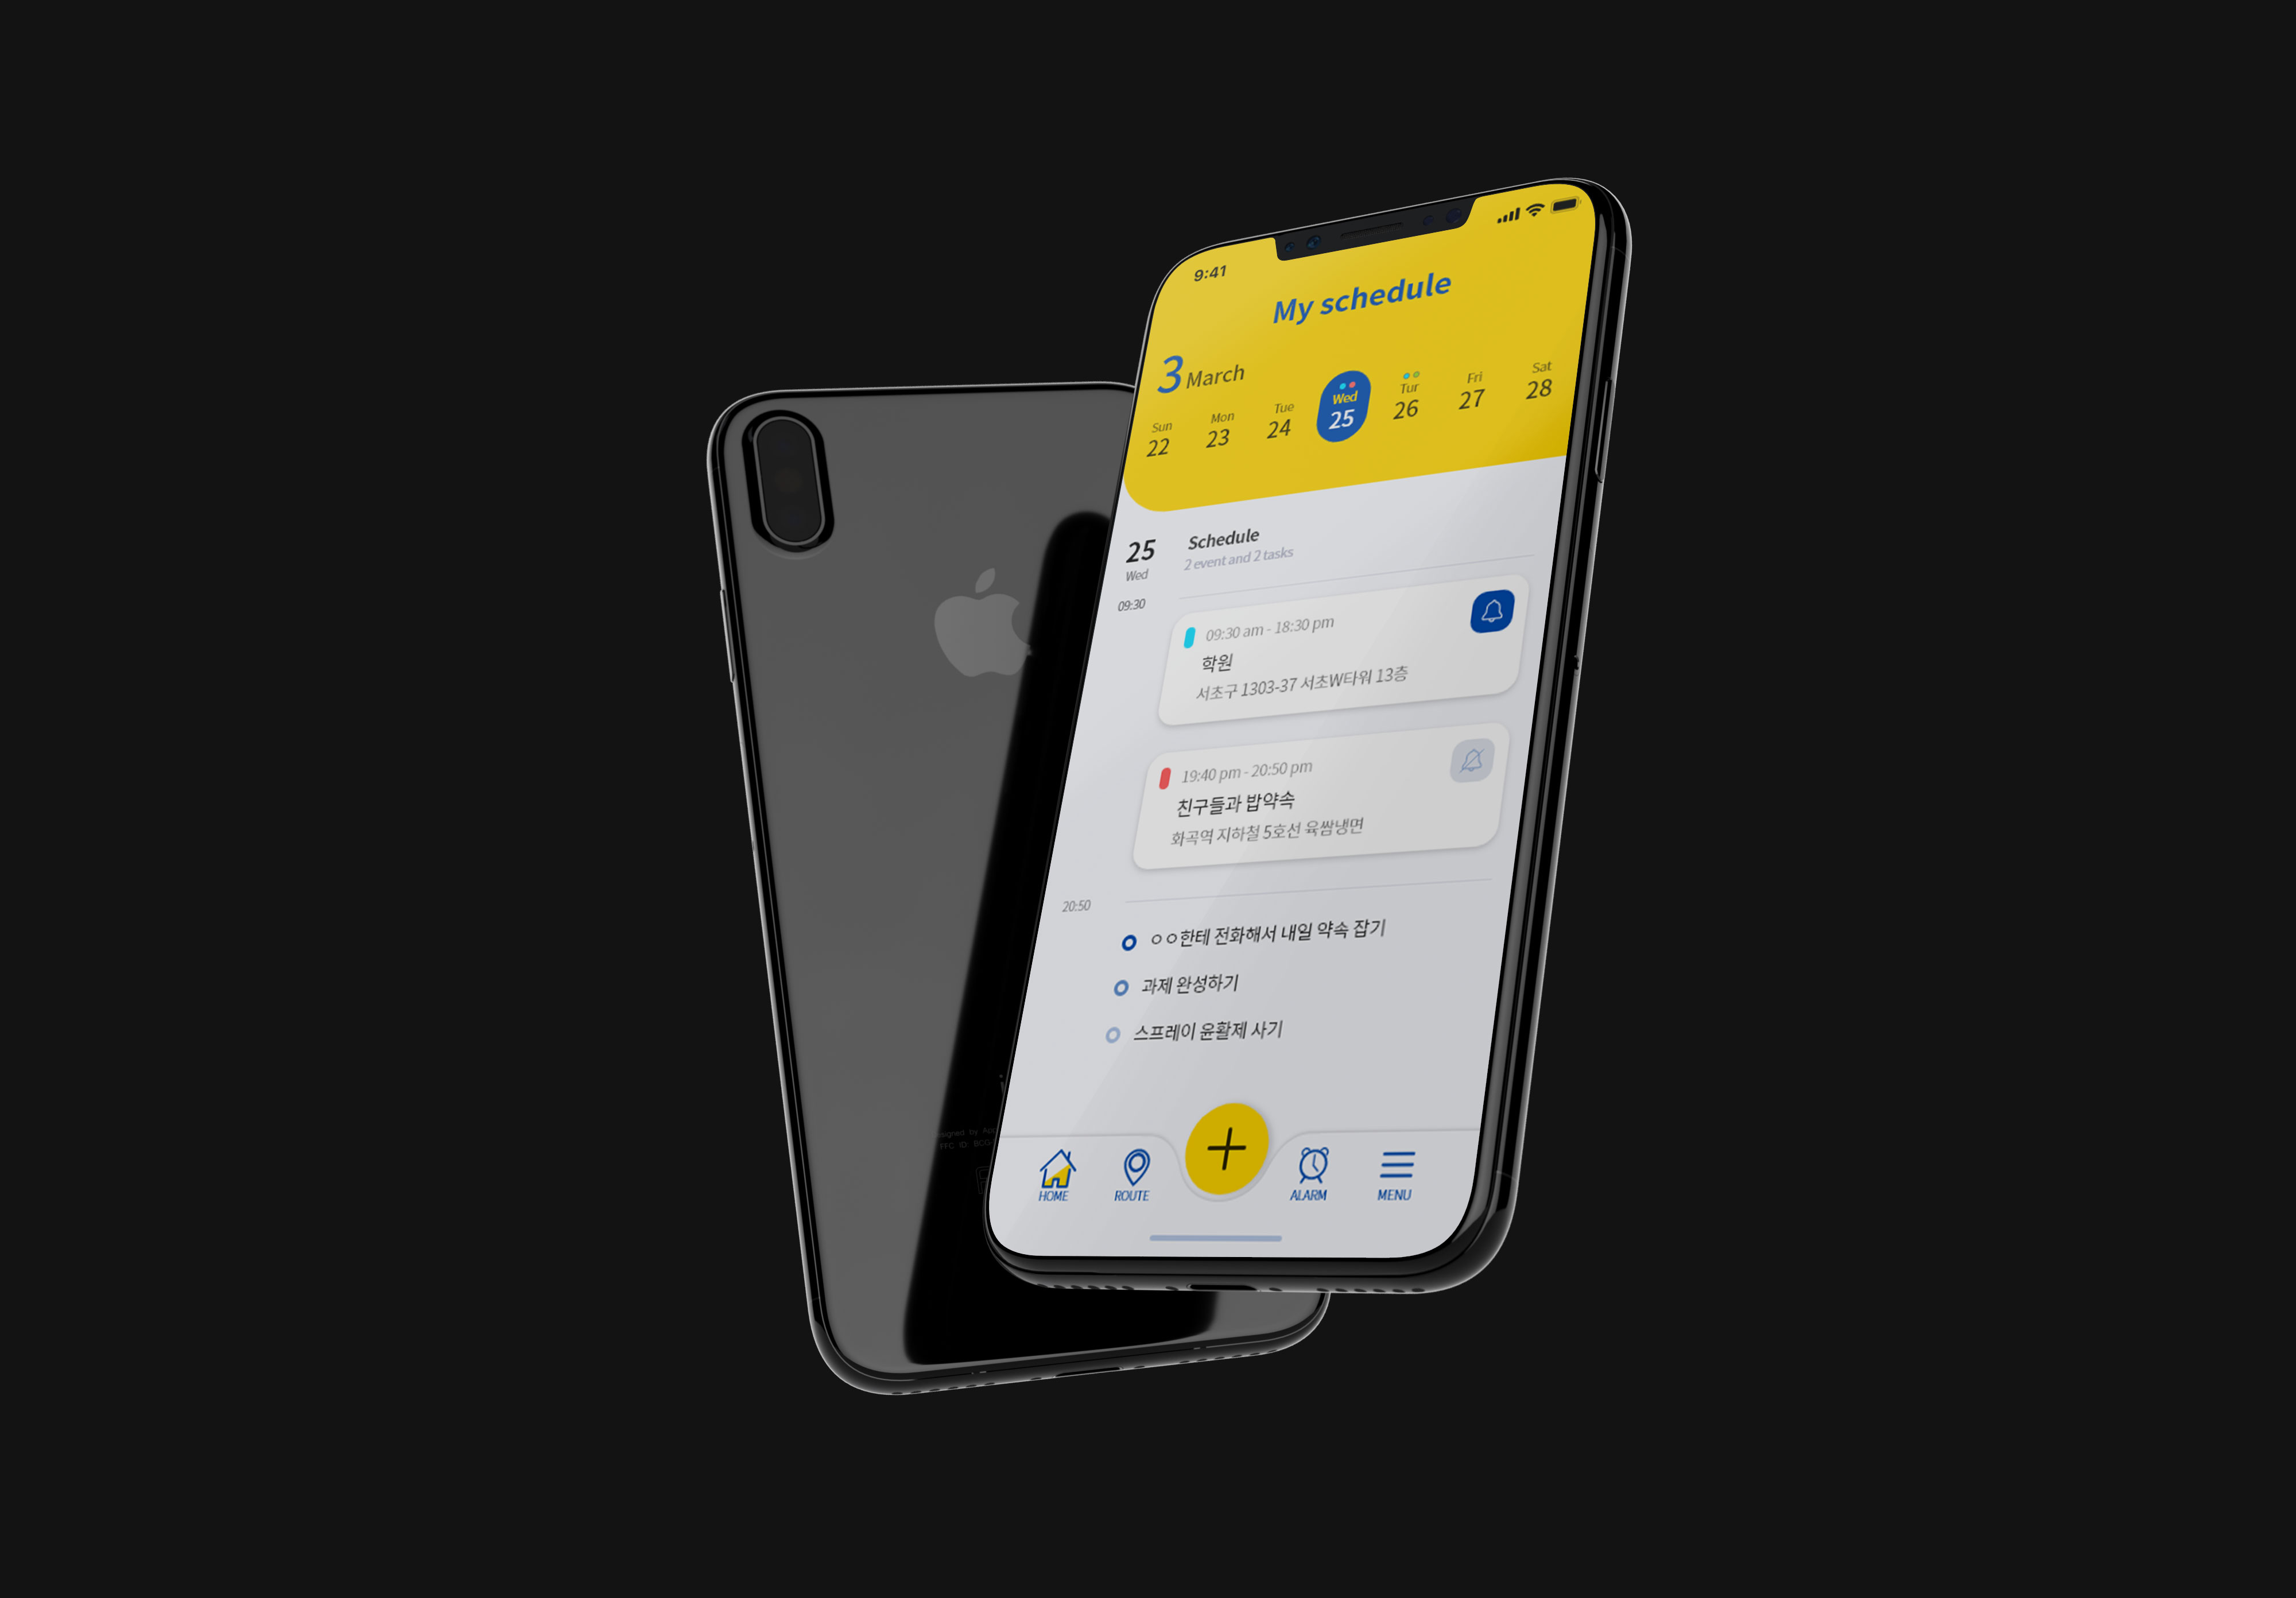 9:41
My schedule
3 March
Sun Mon Tue Wed Tur Fri Sat
22 23 24 25 26 27 28
25 Schedule
Wed 2 event and 2 tasks
09:30
09:30 am - 18:30 pm
학원
서초구 1303-37 서초W타워 13층
19:40 pm - 20:50 pm
친구들과 밥약속
화곡역 지하철 5호선 육쌈냉면
20:50
ㅇㅇ한테 전화해서 내일 약속 잡기
과제 완성하기
스프레이 윤활제 사기
+
HOME ROUTE ALARM MENU